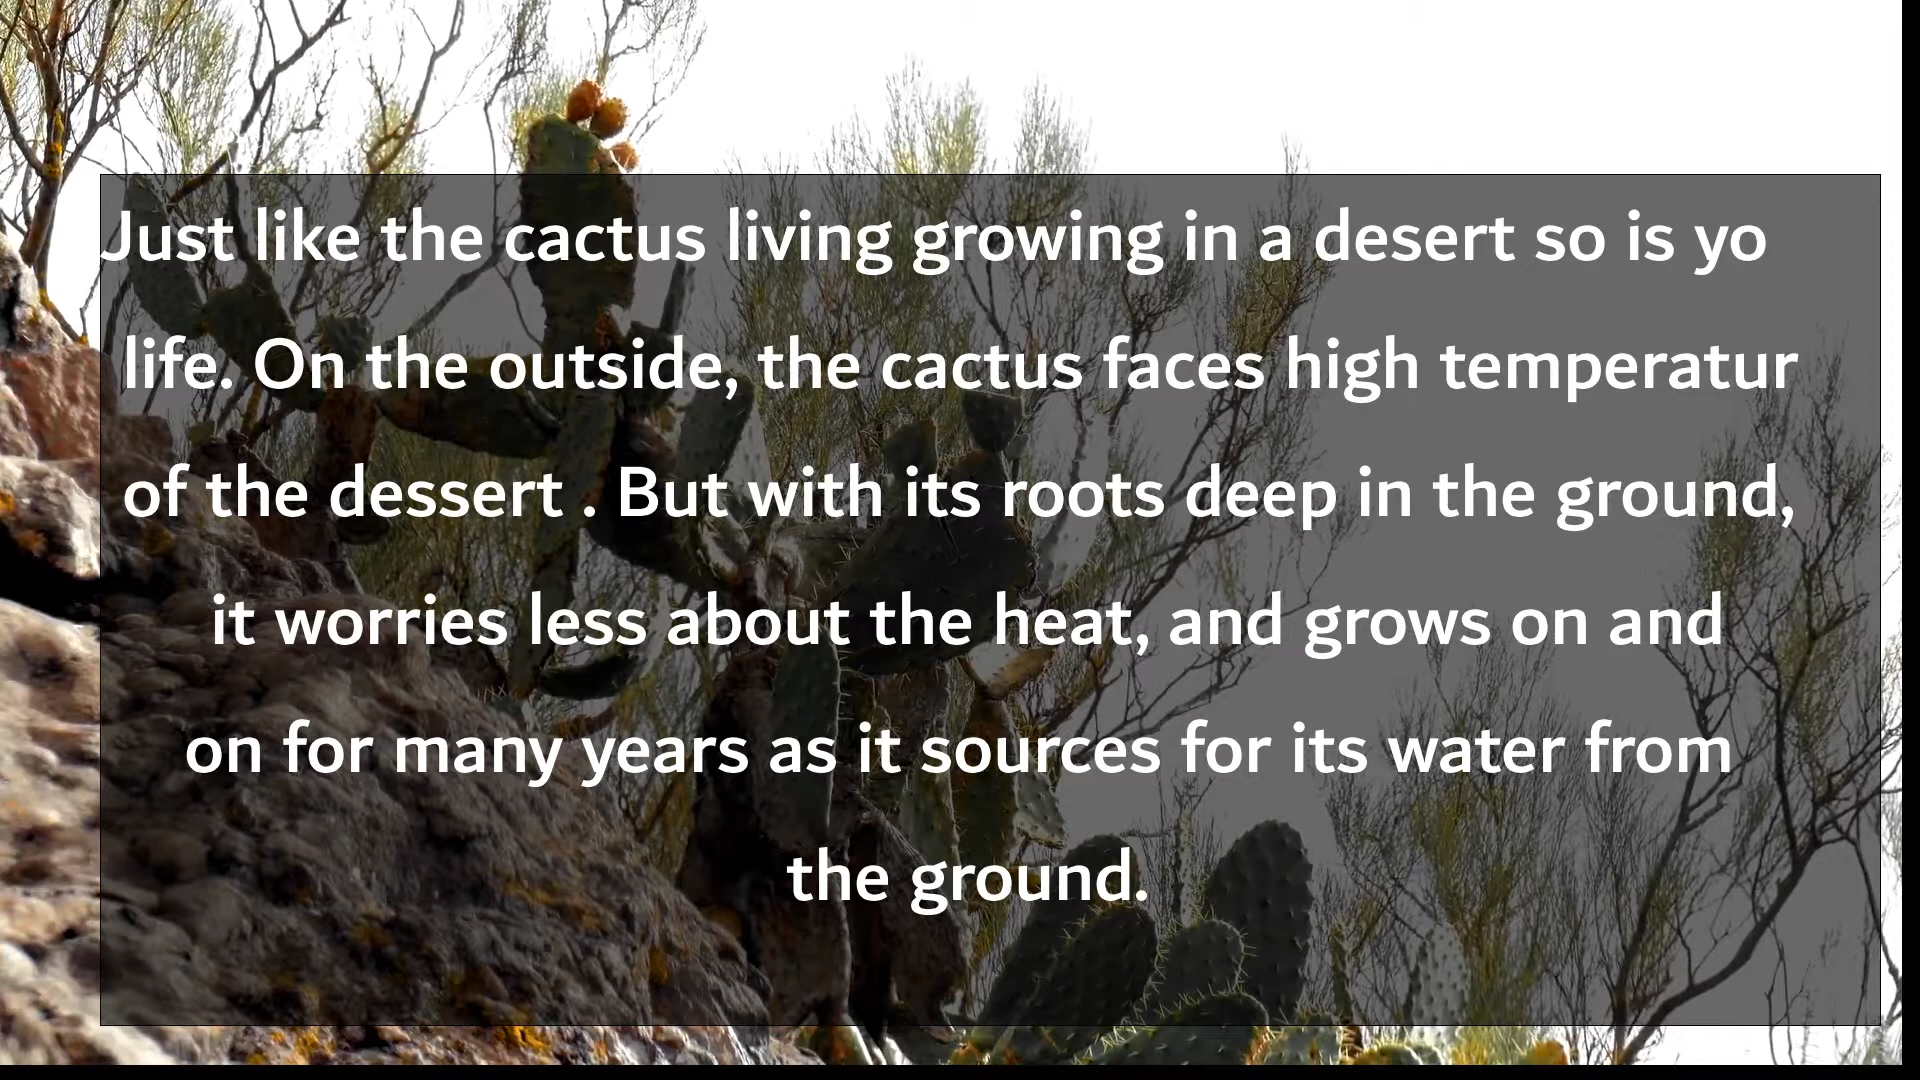 Just like the cactus living growing in a desert so is yo
life. On the outside, the cactus faces high temperatur
of the dessert . But with its roots deep in the ground,
it worries less about the heat, and grows on and
on for many years as it sources for its water from
the ground.